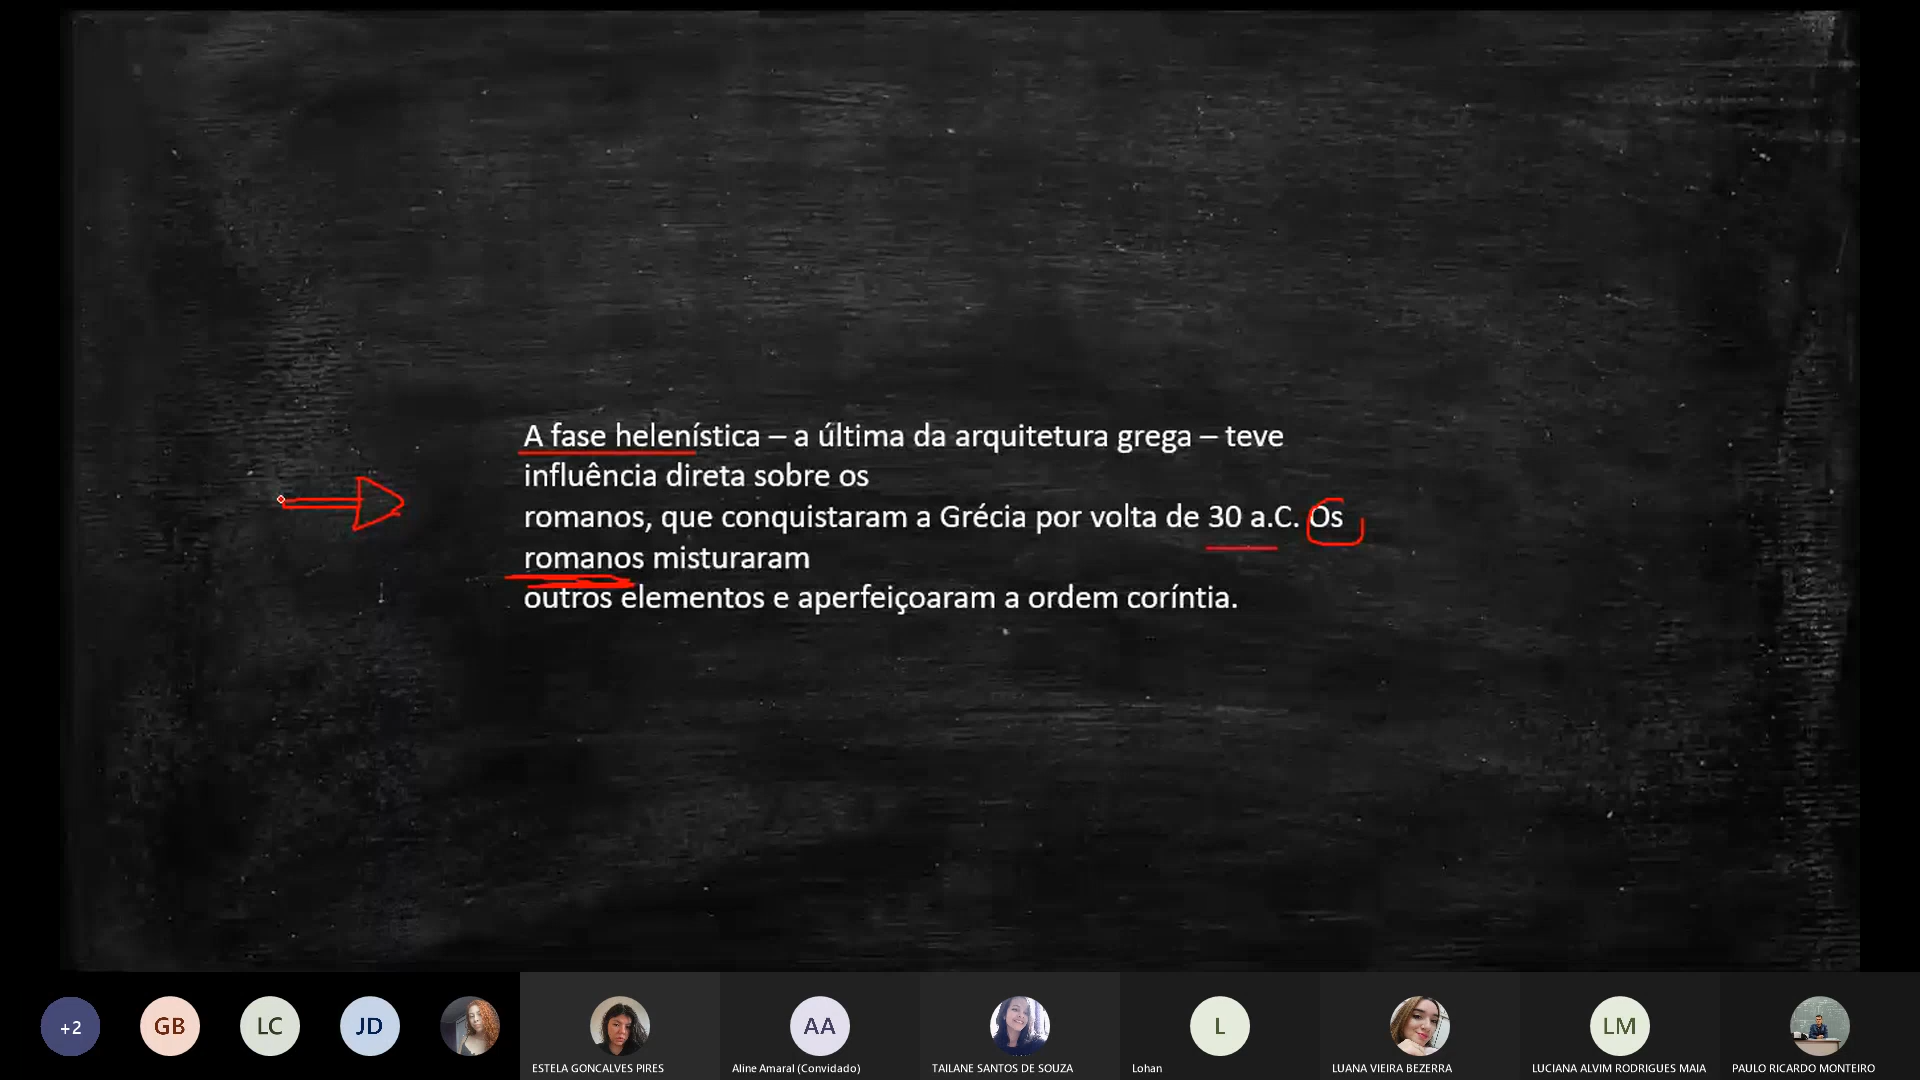 A fase helenística – a última da arquitetura grega – teve
influência direta sobre os
romanos, que conquistaram a Grécia por volta de 30 a.C. Os
romanos misturaram
outros elementos e aperfeiçoaram a ordem coríntia.
+2
GB
LC
JD
AA
L
LM
ESTELA GONCALVES PIRES
Aline Amaral (Convidado)
TAILANE SANTOS DE SOUZA
Lohan
LUANA VIEIRA BEZERRA
LUCIANA ALVIM RODRIGUES MAIA
PAULO RICARDO MONTEIRO